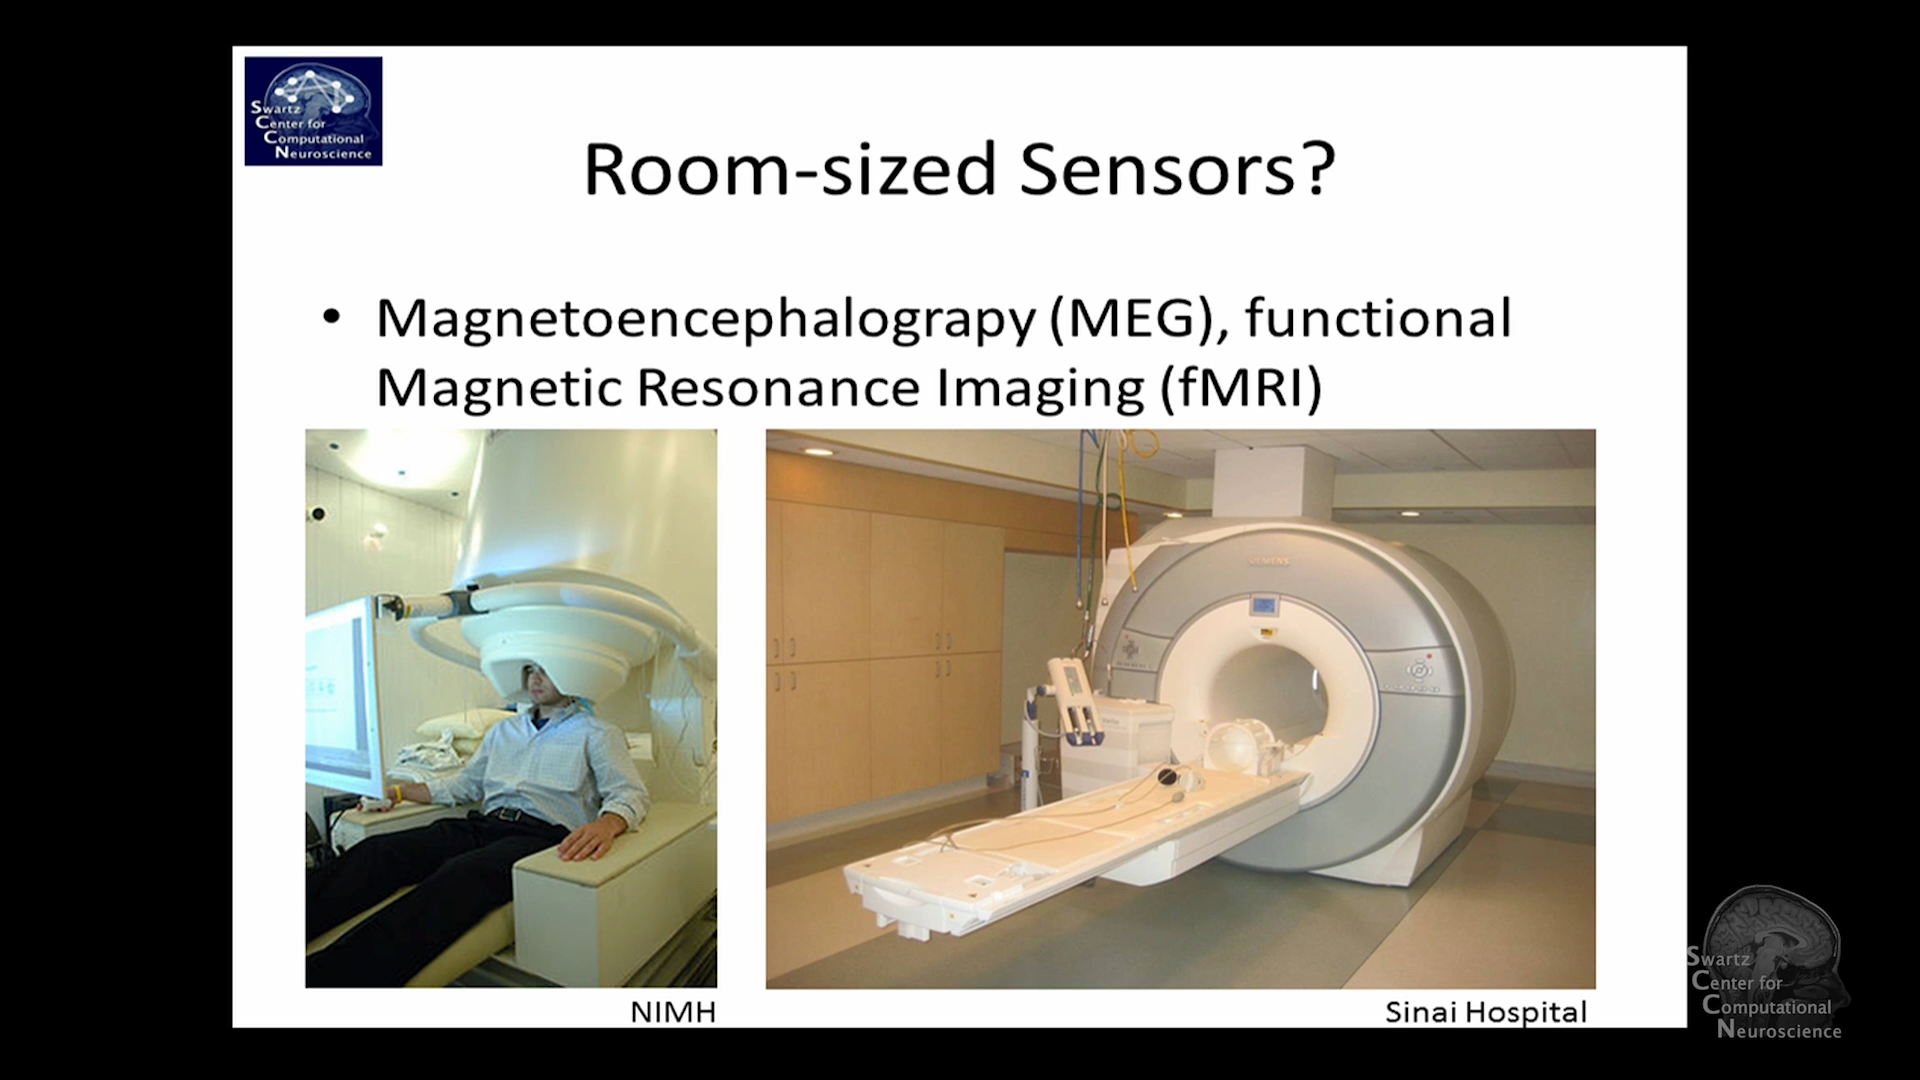 Swartz
Center for
Computational
Neuroscience
Room-sized Sensors?
• Magnetoencephalograpy (MEG), functional
Magnetic Resonance Imaging (fMRI)
SIEMENS
NIMH
Sinai Hospital
Swartz
Center for
Computational
Neuroscience